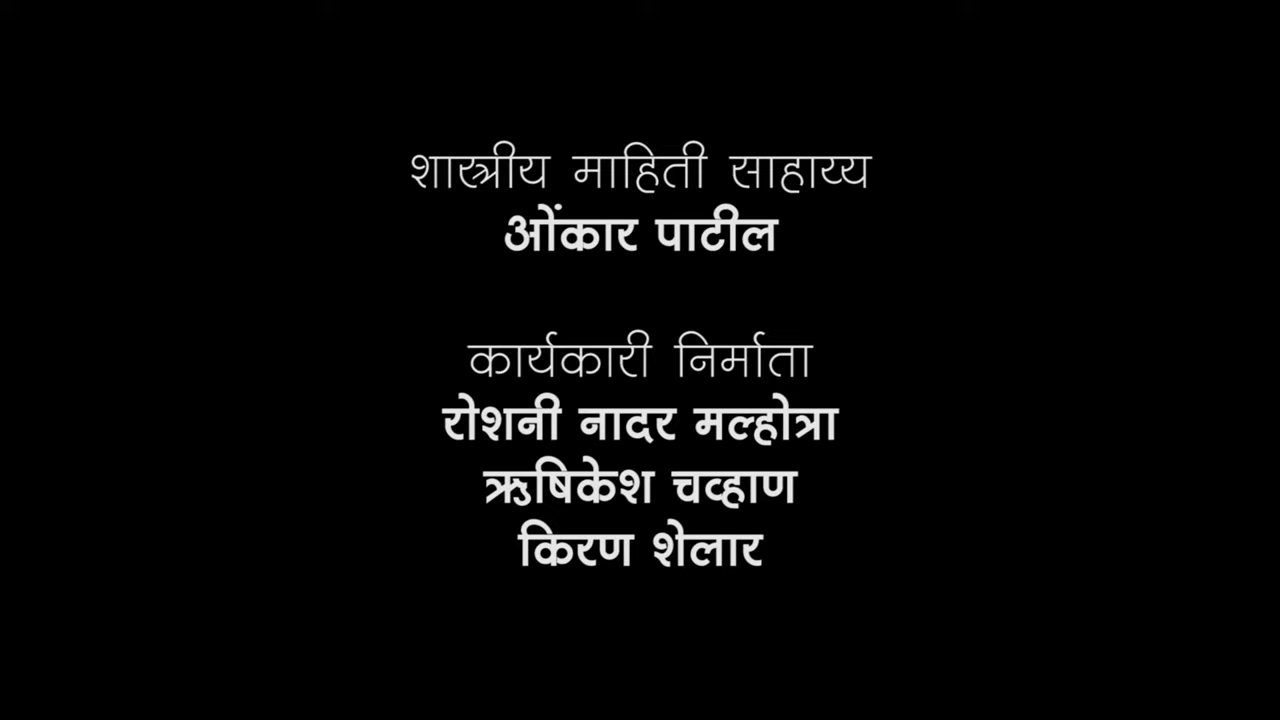 शास्त्रीय माहिती साहाय्य
ओंकार पाटील
कार्यकारी निर्माता
रोशनी नादर मल्होत्रा
ऋषिकेश चव्हाण
किरण शेलार